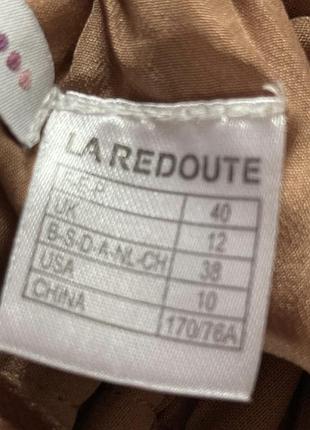 LA REDOUTE
F.E.P. 40
UK 12
B-S-D-A-NL-CH 38
USA 10
CHINA 170/76A